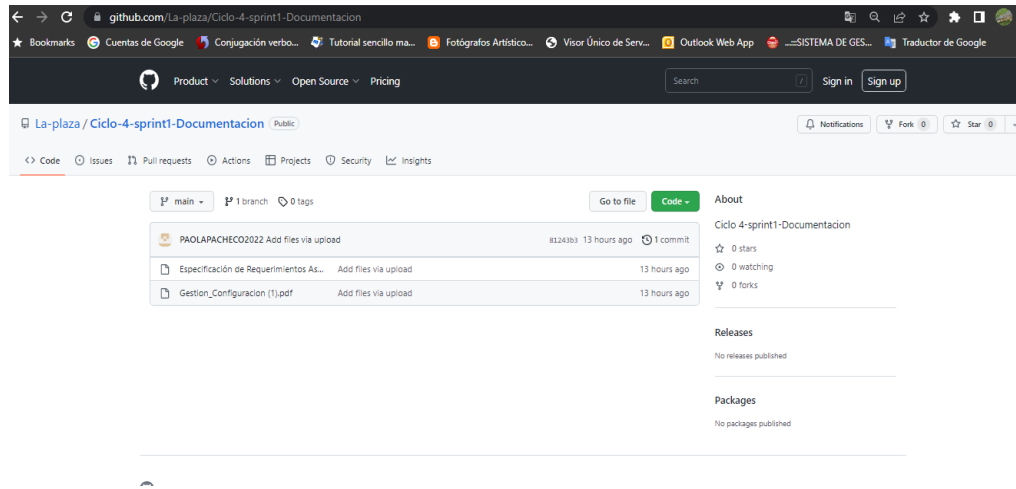 github.com/La-plaza/Ciclo-4-sprint1-Documentacion
Bookmarks Cuentas de Google Conjugación verbo... Tutorial sencillo ma... Fotógrafos Artístico... Visor Único de Serv... Outlook Web App ...::SISTEMA DE GES... Traductor de Google
Product Solutions Open Source Pricing Search / Sign in Sign up
La-plaza / Ciclo-4-sprint1-Documentacion Public Notifications Fork 0 Star 0
<> Code Issues Pull requests Actions Projects Security Insights
main 1 branch 0 tags Go to file Code About
Ciclo 4-sprint1-Documentacion
PAOLAPACHECO2022 Add files via upload 81243b3 13 hours ago 1 commit
0 stars
Especificación de Requerimientos As... Add files via upload 13 hours ago
0 watching
Gestion_Configuracion (1).pdf Add files via upload 13 hours ago
0 forks
Releases
No releases published
Packages
No packages published